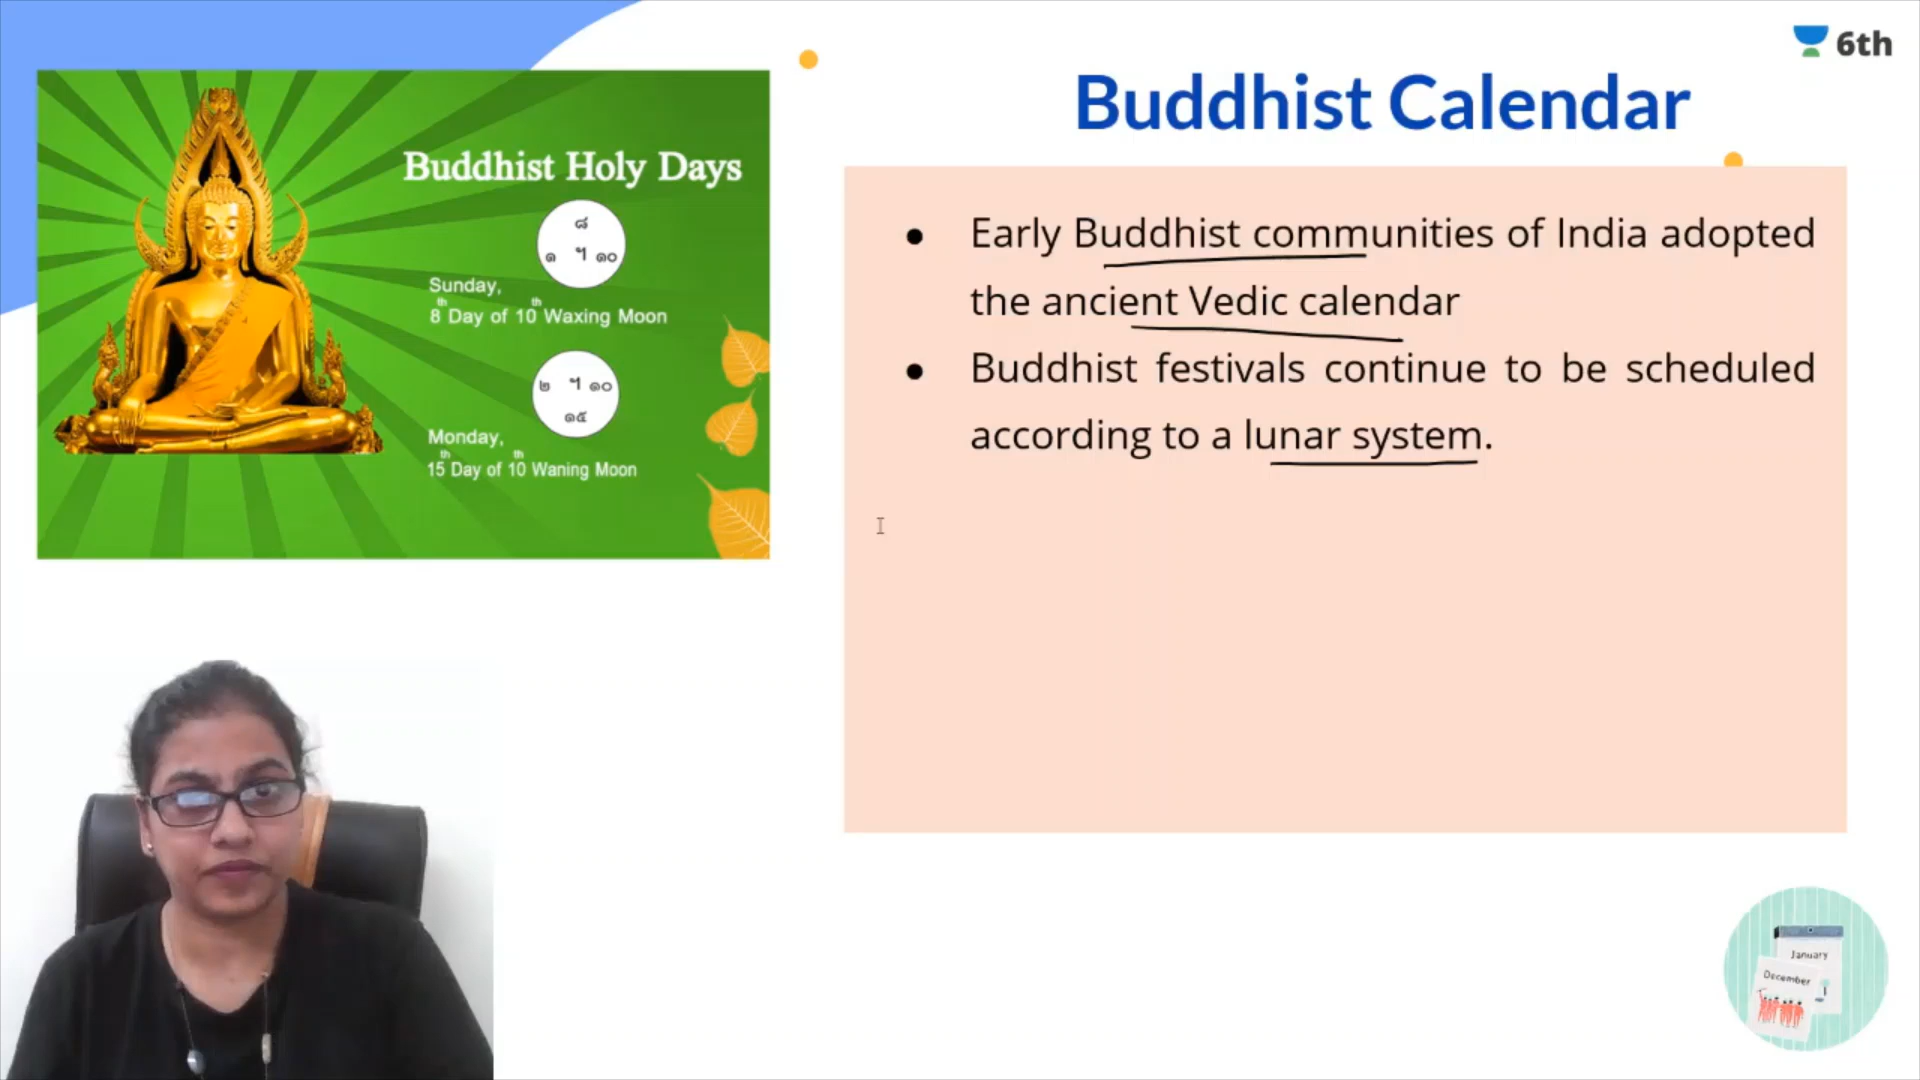 6th
Buddhist Calendar
Buddhist Holy Days
๘
๑ ฯ ๑๐
Sunday,
8th Day of 10th Waxing Moon
๒ ฯ ๑๐
๑๕
Monday,
15th Day of 10th Waning Moon
● Early Buddhist communities of India adopted
the ancient Vedic calendar
● Buddhist festivals continue to be scheduled
according to a lunar system.
January
December